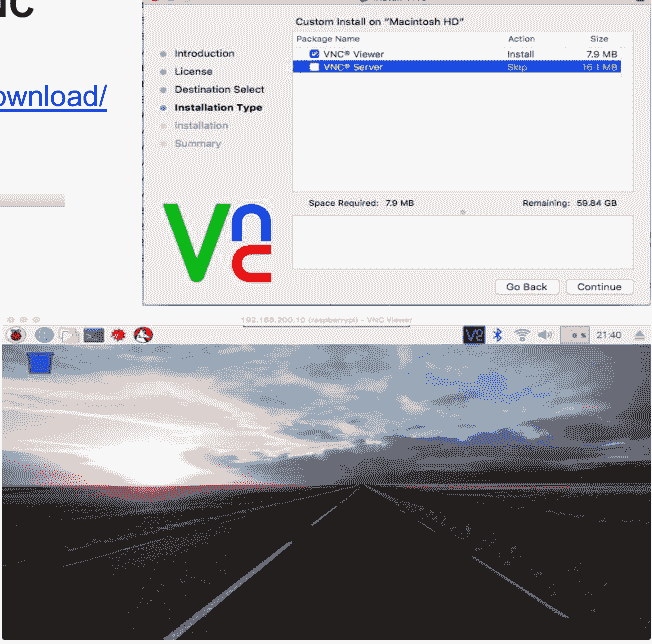 ownload/
Custom Install on "Macintosh HD"
Package Name Action Size
VNC® Viewer Install 7.9 MB
VNC® Server Skip 16.1 MB
Introduction
License
Destination Select
Installation Type
Installation
Summary
Space Required: 7.9 MB Remaining: 59.84 GB
Vnc
Go Back Continue
192.168.200.10 (raspberrypi) - VNC Viewer
21:40